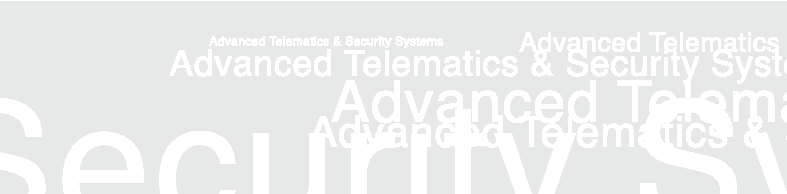 Advanced Telematics & Security Systems
Advanced Telematics
Advanced Telematics & Security Syste
Advanced Telema
Advanced Telematics &
Security Sy